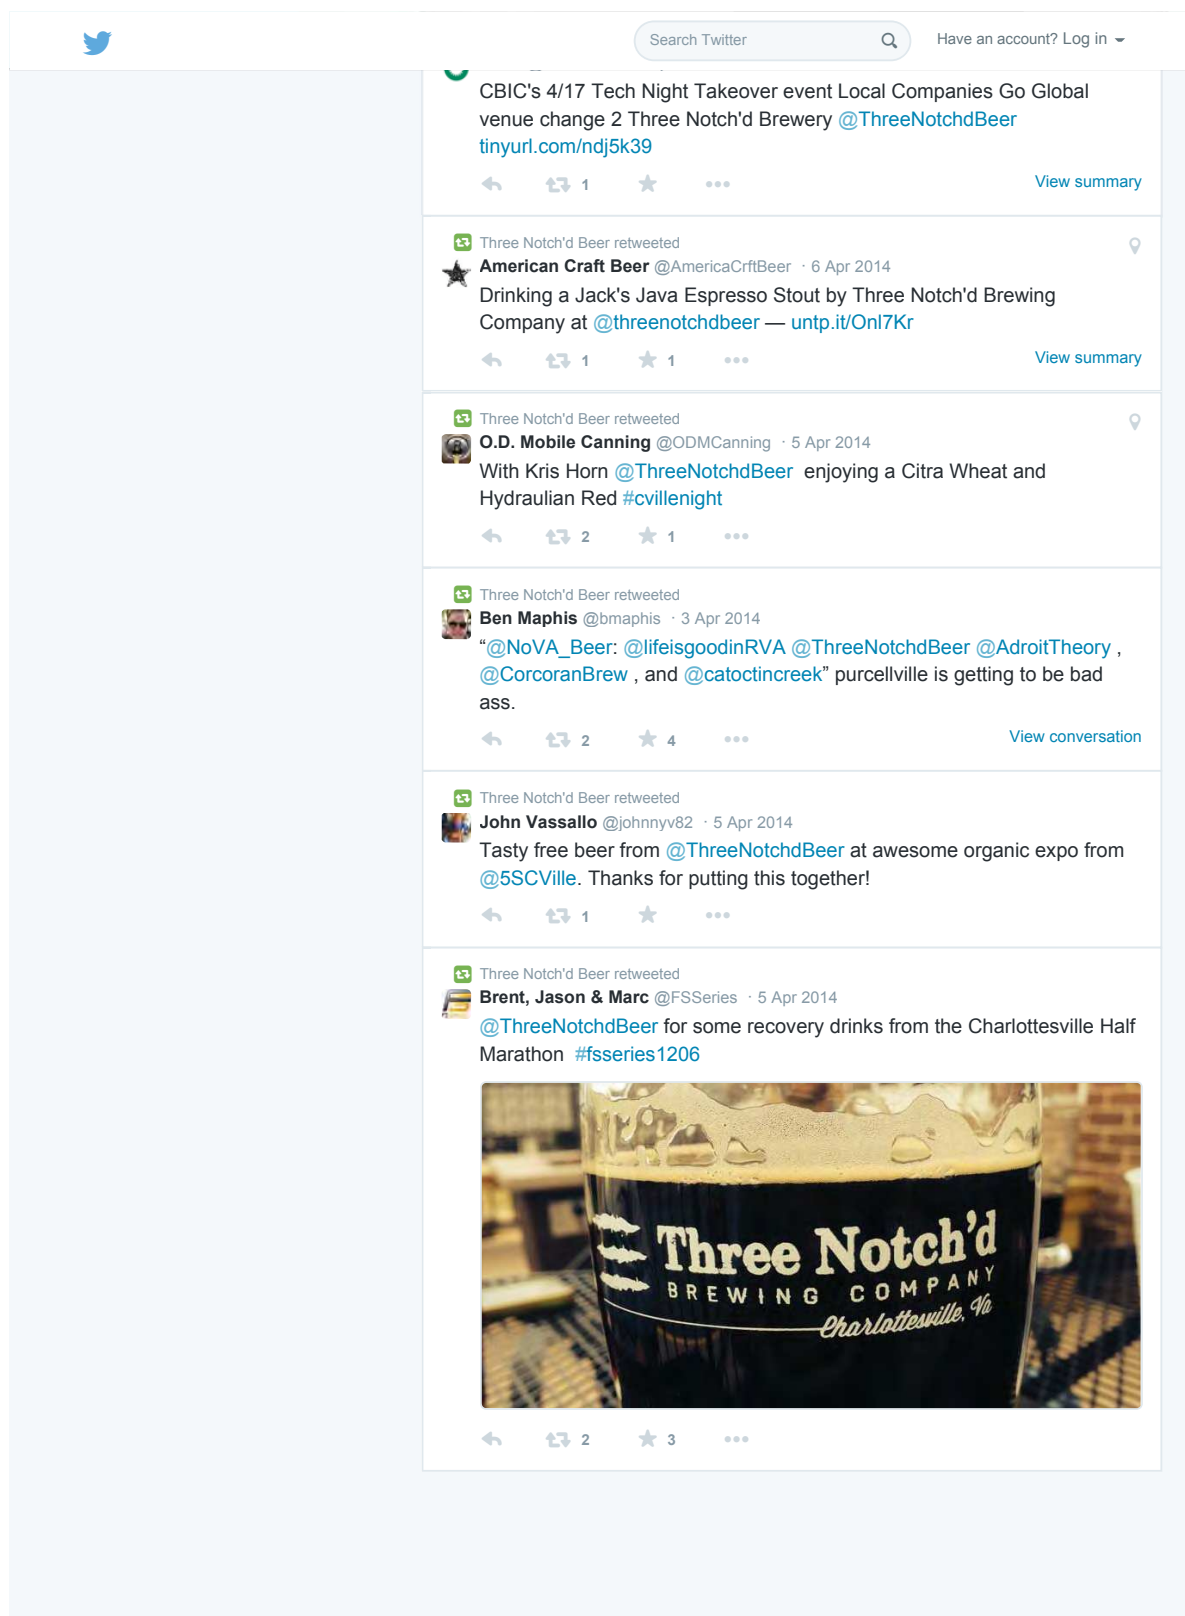 Search Twitter
Have an account? Log in
CBIC's 4/17 Tech Night Takeover event Local Companies Go Global
venue change 2 Three Notch'd Brewery @ThreeNotchdBeer
tinyurl.com/ndj5k39
1
View summary
Three Notch'd Beer retweeted
American Craft Beer @AmericaCrftBeer · 6 Apr 2014
Drinking a Jack's Java Espresso Stout by Three Notch'd Brewing
Company at @threenotchdbeer — untp.it/Onl7Kr
1 1
View summary
Three Notch'd Beer retweeted
O.D. Mobile Canning @ODMCanning · 5 Apr 2014
With Kris Horn @ThreeNotchdBeer enjoying a Citra Wheat and
Hydraulian Red #cvillenight
2 1
Three Notch'd Beer retweeted
Ben Maphis @bmaphis · 3 Apr 2014
“@NoVA_Beer: @lifeisgoodinRVA @ThreeNotchdBeer @AdroitTheory ,
@CorcoranBrew , and @catoctincreek” purcellville is getting to be bad
ass.
2 4
View conversation
Three Notch'd Beer retweeted
John Vassallo @johnnyv82 · 5 Apr 2014
Tasty free beer from @ThreeNotchdBeer at awesome organic expo from
@5SCVille. Thanks for putting this together!
1
Three Notch'd Beer retweeted
Brent, Jason & Marc @FSSeries · 5 Apr 2014
@ThreeNotchdBeer for some recovery drinks from the Charlottesville Half
Marathon #fsseries1206
Three Notch'd
BREWING COMPANY
Charlottesville, Va
2 3